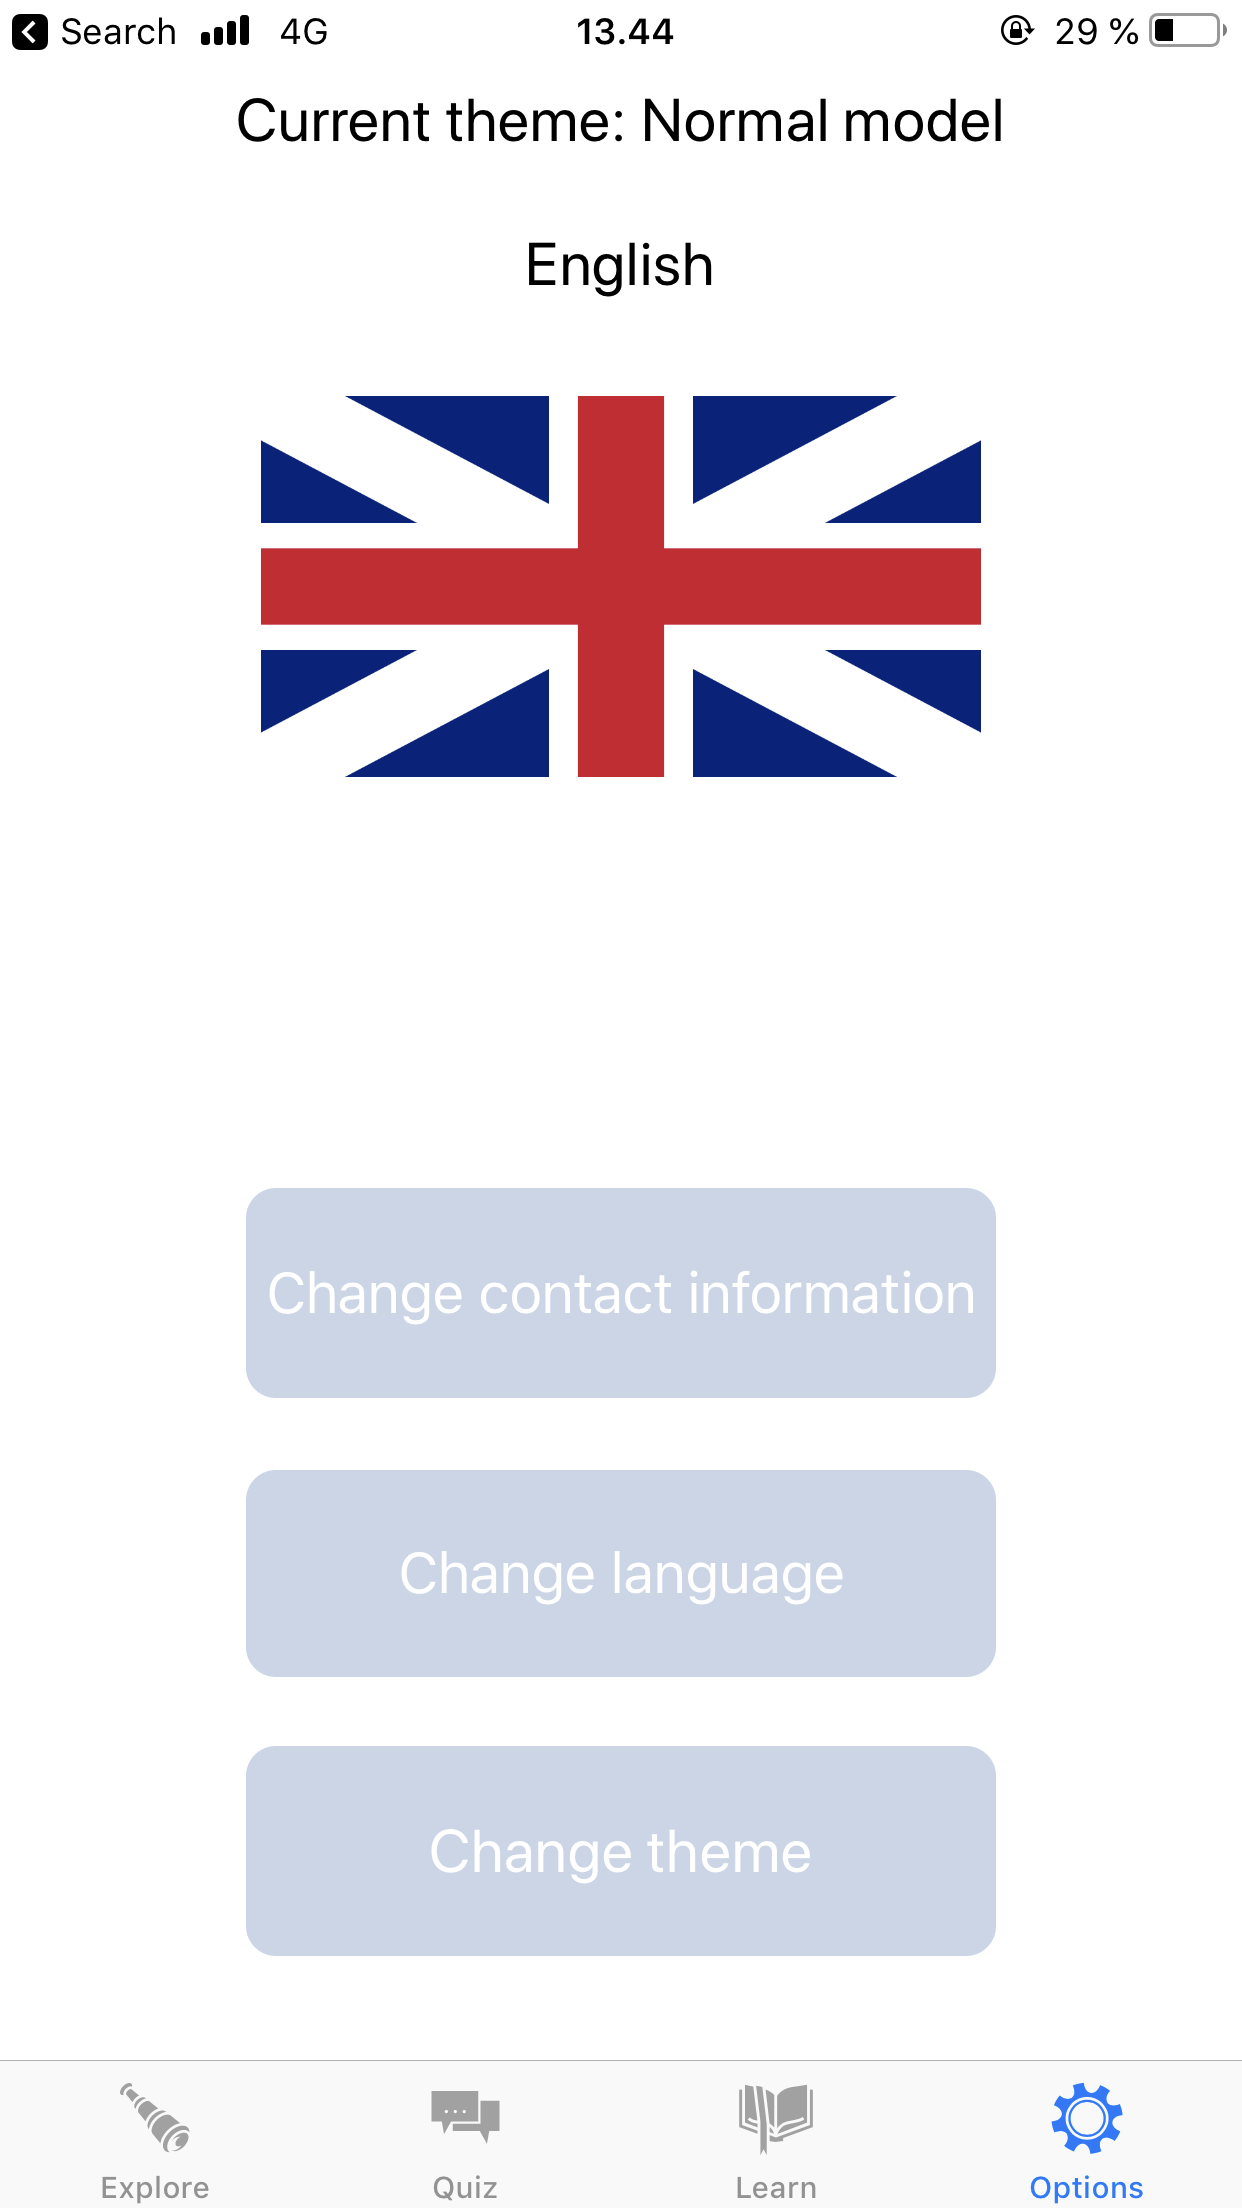 Search 4G 13.44 29 %
Current theme: Normal model
English
Change contact information
Change language
Change theme
Explore Quiz Learn Options